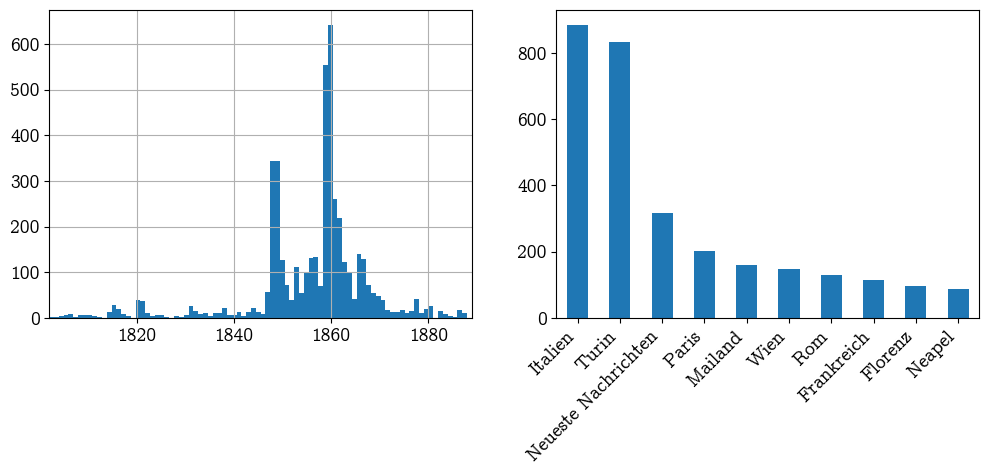 600
500
400
300
200
100
0
1820 1840 1860 1880
800
600
400
200
0
Italien
Turin
Neueste Nachrichten
Paris
Mailand
Wien
Rom
Frankreich
Florenz
Neapel